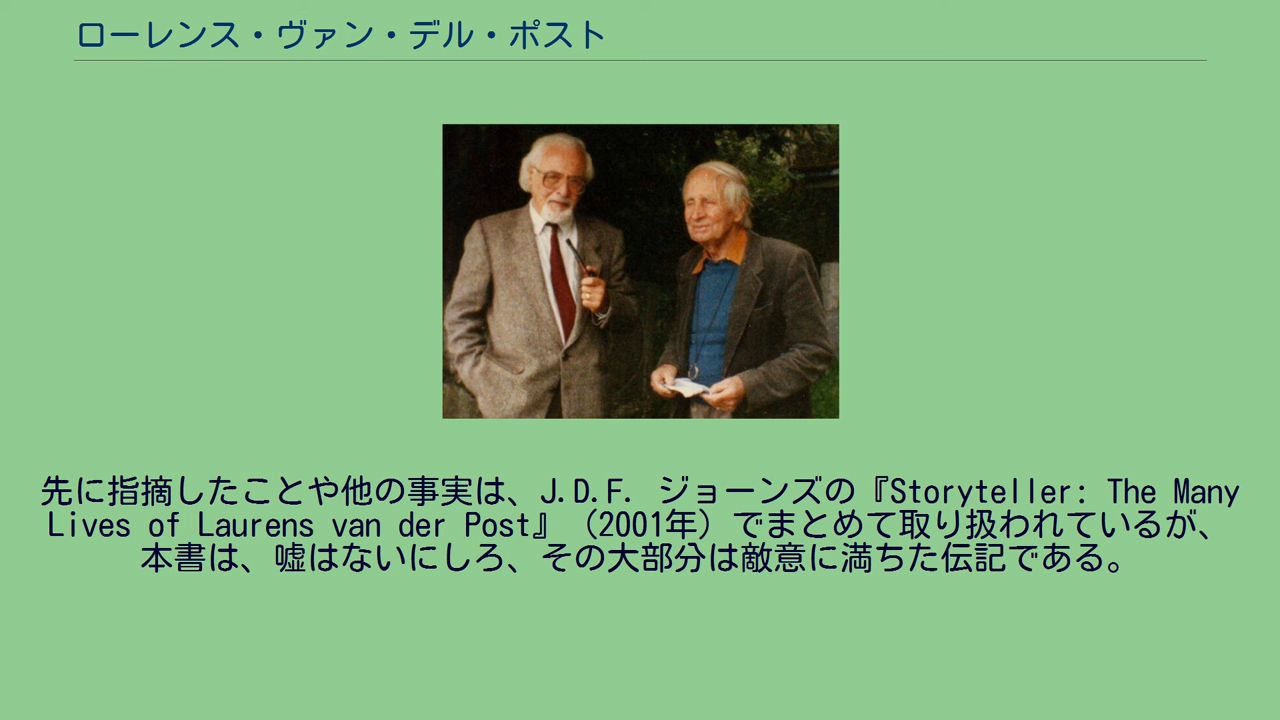 ローレンス・ヴァン・デル・ポスト
先に指摘したことや他の事実は、J.D.F. ジョーンズの『Storyteller: The Many
Lives of Laurens van der Post』（2001年）でまとめて取り扱われているが、
本書は、嘘はないにしろ、その大部分は敵意に満ちた伝記である。